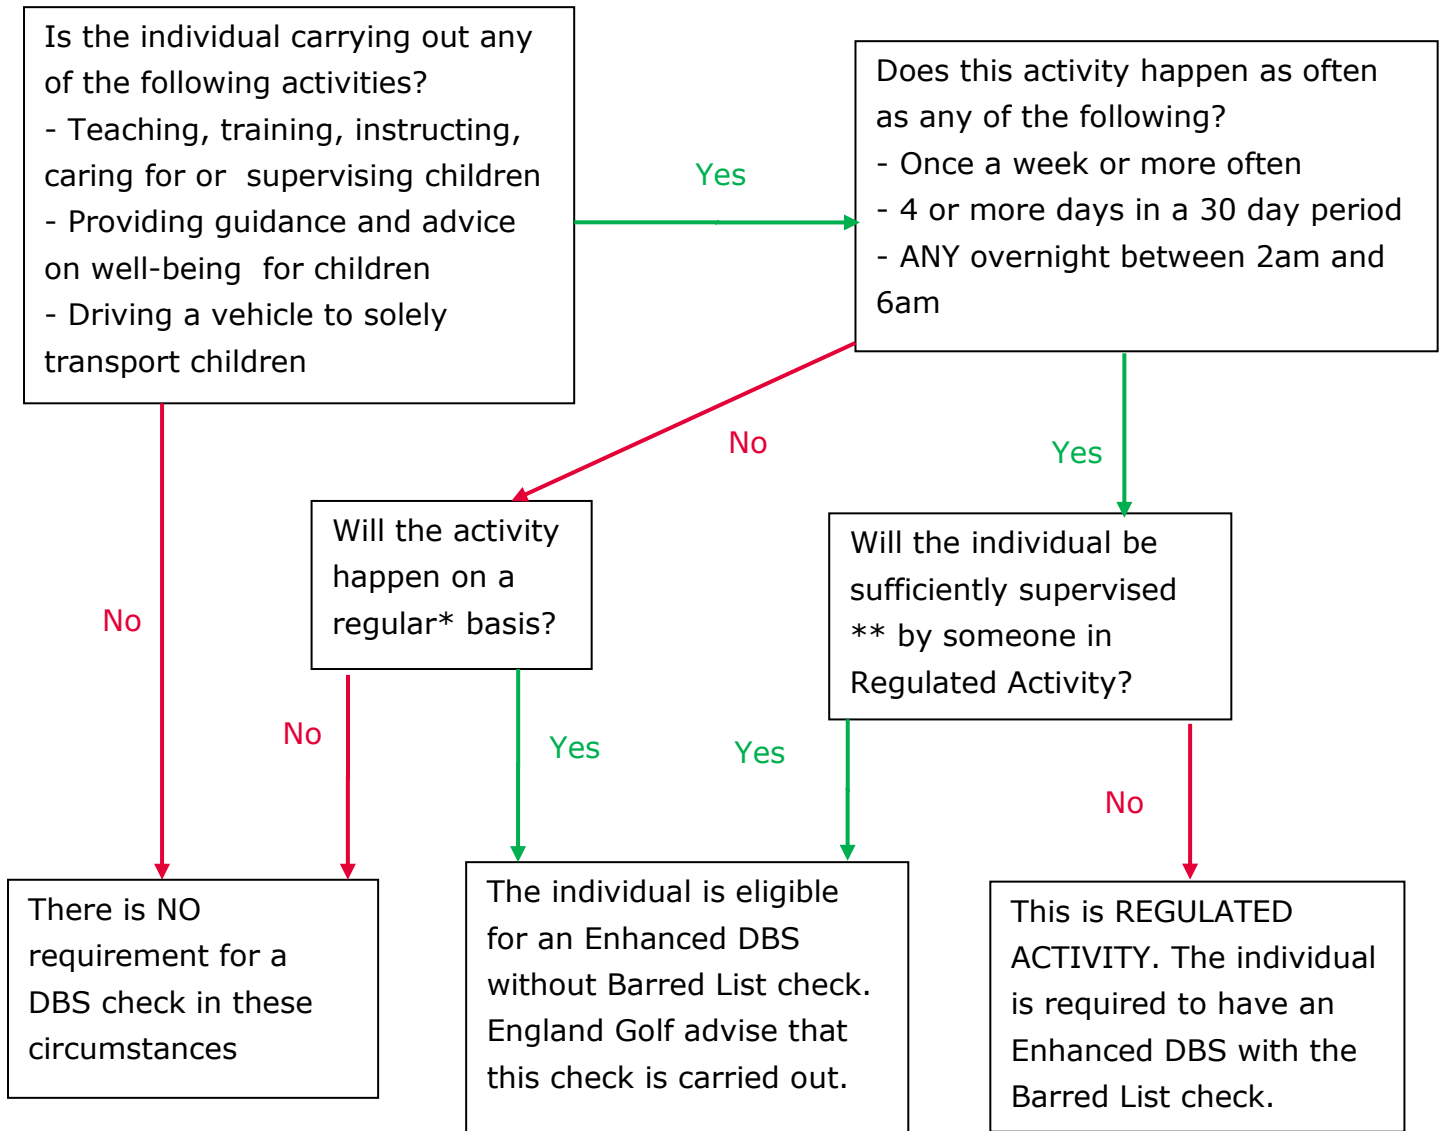 Is the individual carrying out any
of the following activities?
- Teaching, training, instructing,
caring for or  supervising children
- Providing guidance and advice
on well-being  for children
- Driving a vehicle to solely
transport children
Yes
Does this activity happen as often
as any of the following?
- Once a week or more often
- 4 or more days in a 30 day period
- ANY overnight between 2am and
6am
No
Yes
No
Will the activity
happen on a
regular* basis?
Will the individual be
sufficiently supervised
** by someone in
Regulated Activity?
No
Yes
Yes
No
There is NO
requirement for a
DBS check in these
circumstances
The individual is eligible
for an Enhanced DBS
without Barred List check.
England Golf advise that
this check is carried out.
This is REGULATED
ACTIVITY. The individual
is required to have an
Enhanced DBS with the
Barred List check.